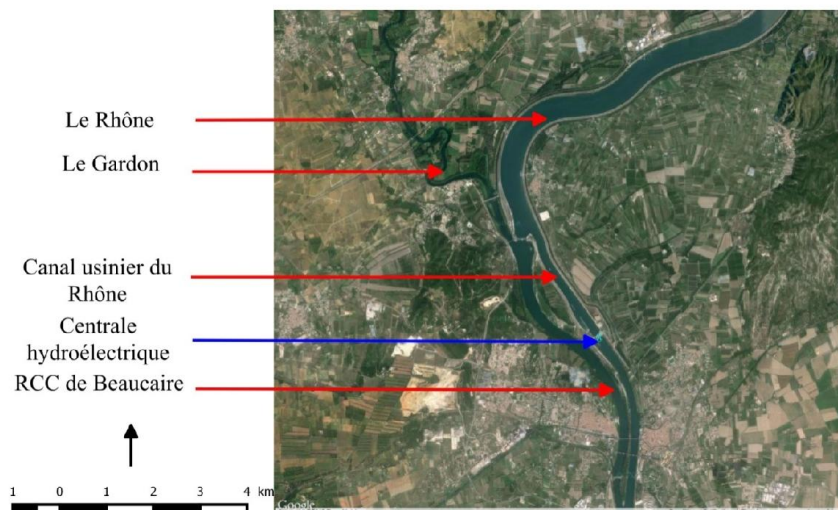 Le Rhône
Le Gardon
Canal usinier du
Rhône
Centrale
hydroélectrique
RCC de Beaucaire
1 0 1 2 3 4 km
Google